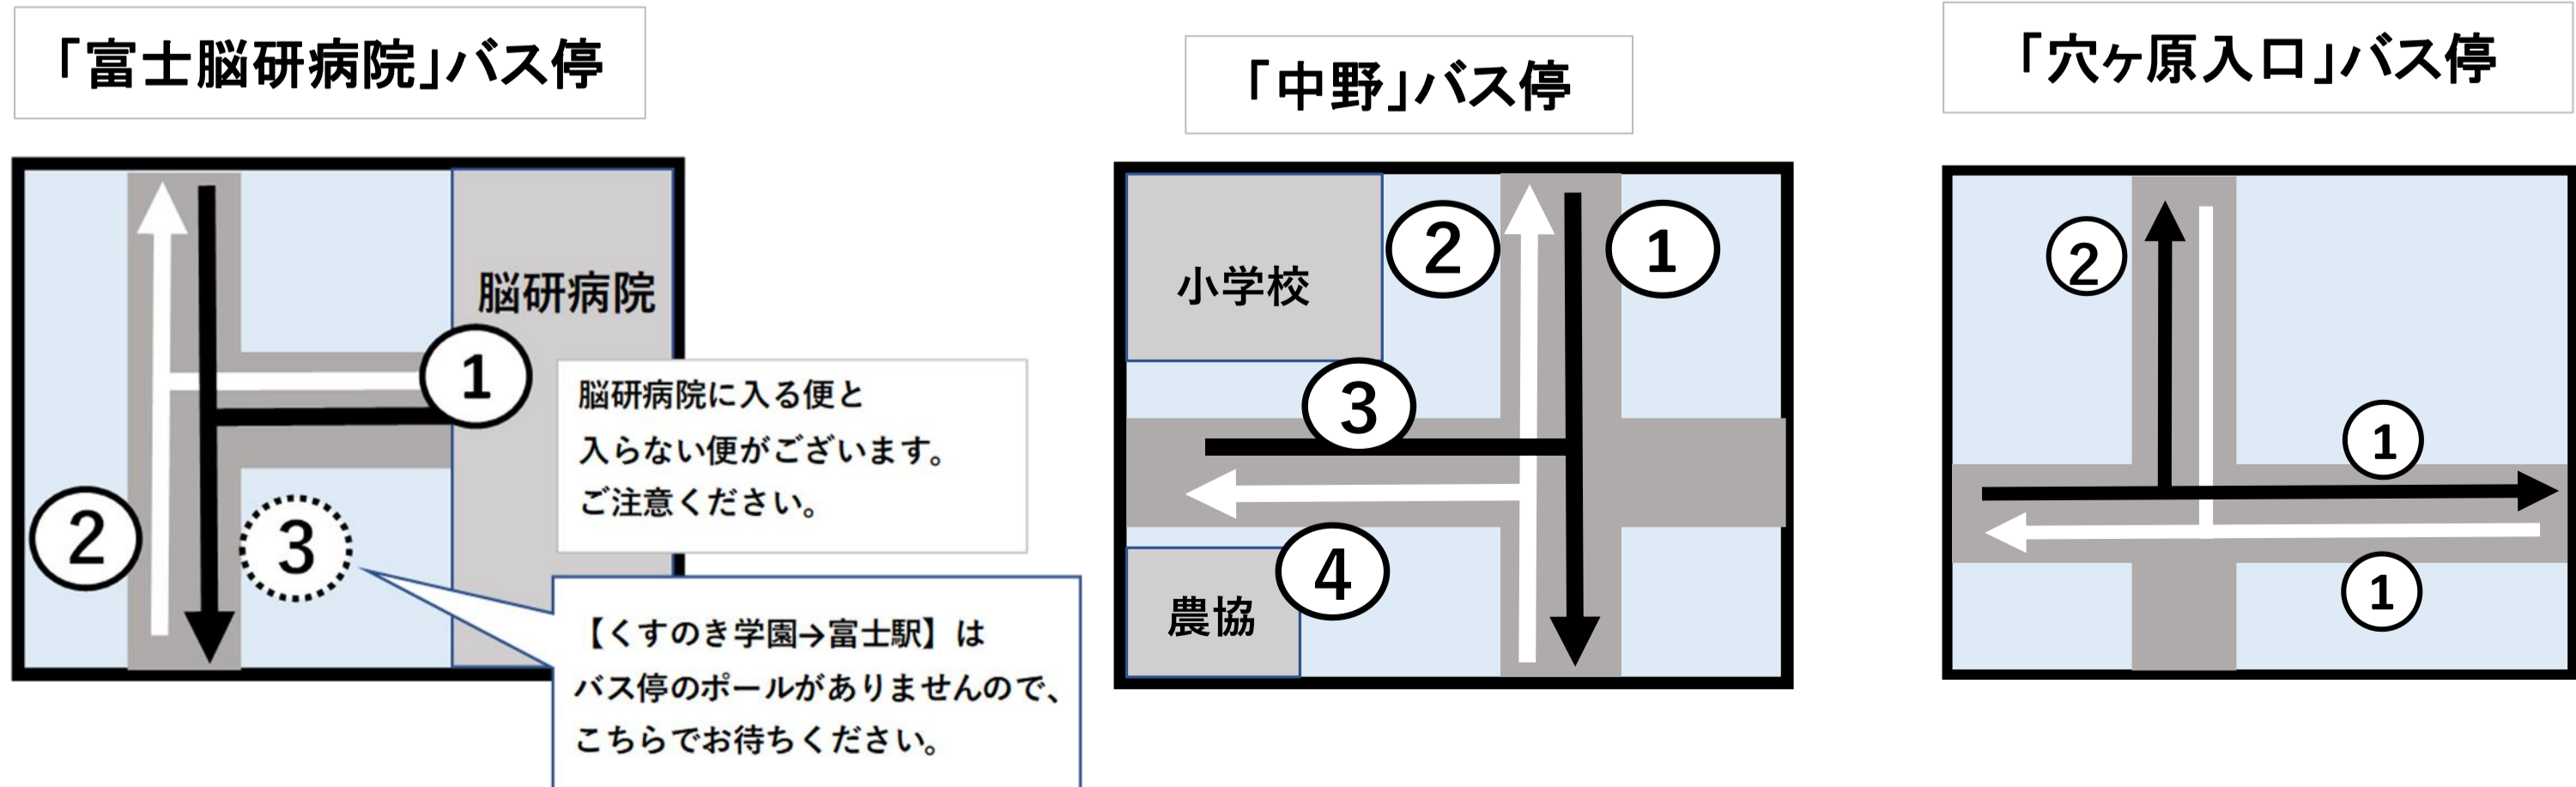 「富士脳研病院」バス停
脳研病院
①
②
③
脳研病院に入る便と
入らない便がございます。
ご注意ください。
【くすのき学園→富士駅】は
バス停のポールがありませんので、
こちらでお待ちください。
「中野」バス停
小学校
②
①
③
④
農協
「穴ヶ原入口」バス停
②
①
①